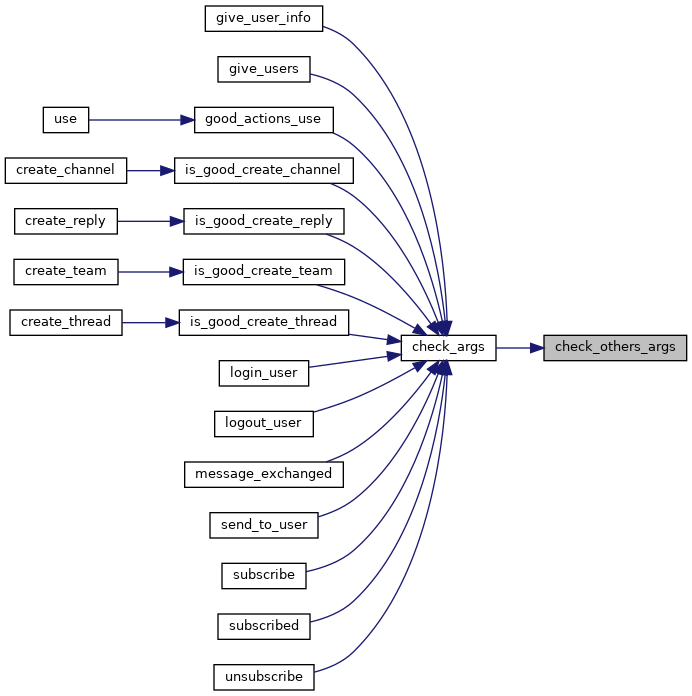 give_user_info
give_users
use
good_actions_use
create_channel
is_good_create_channel
create_reply
is_good_create_reply
create_team
is_good_create_team
create_thread
is_good_create_thread
check_args
check_others_args
login_user
logout_user
message_exchanged
send_to_user
subscribe
subscribed
unsubscribe